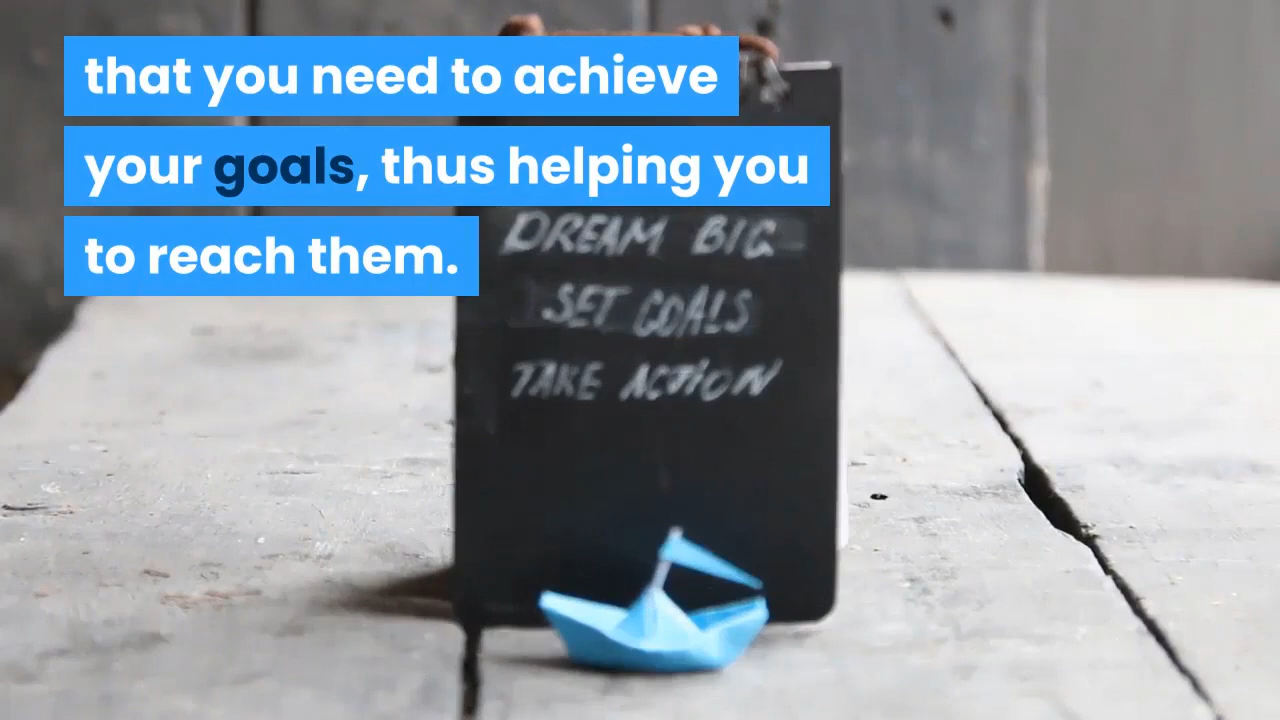 that you need to achieve
your goals, thus helping you
to reach them.
DREAM BIG
SET GOALS
TAKE ACTION